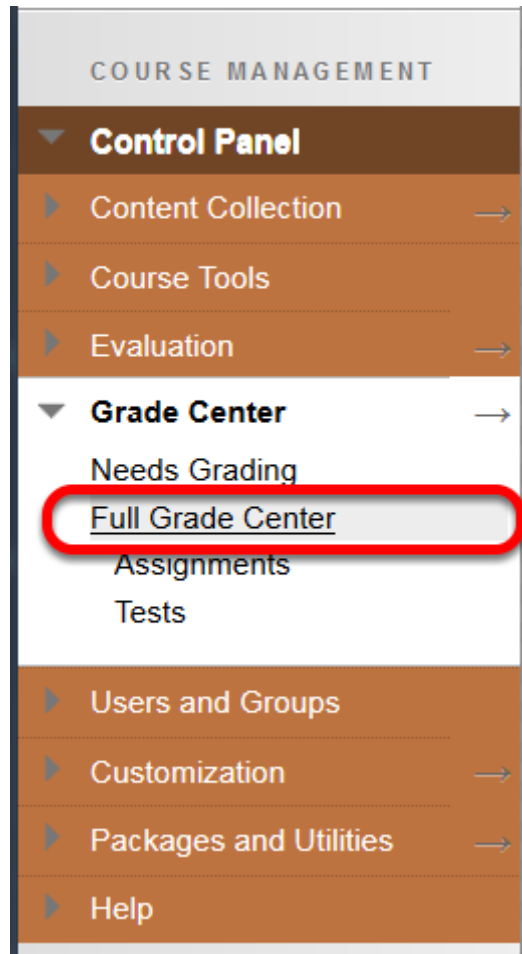 COURSE MANAGEMENT
Control Panel
Content Collection
Course Tools
Evaluation
Grade Center
Needs Grading
Full Grade Center
Assignments
Tests
Users and Groups
Customization
Packages and Utilities
Help